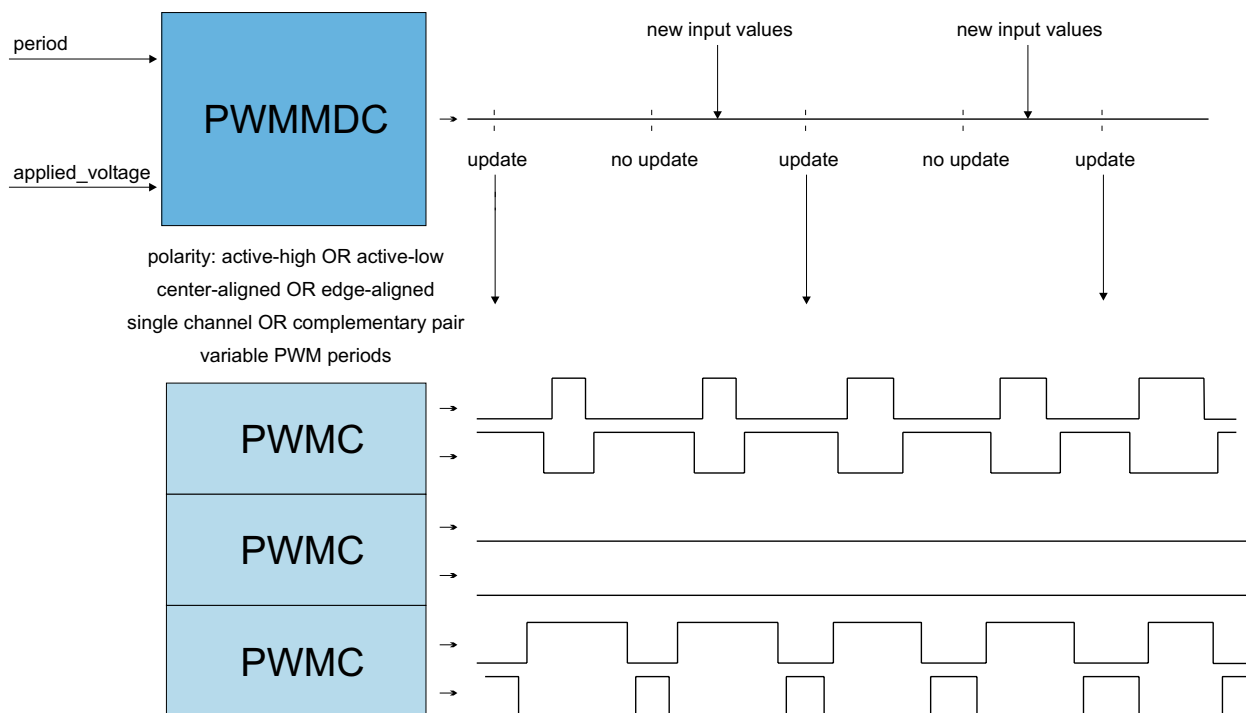 new input values
new input values
period
PWMMDC
applied_voltage
update
no update
update
no update
update
polarity: active-high OR active-low
center-aligned OR edge-aligned
single channel OR complementary pair
variable PWM periods
PWMC
PWMC
PWMC